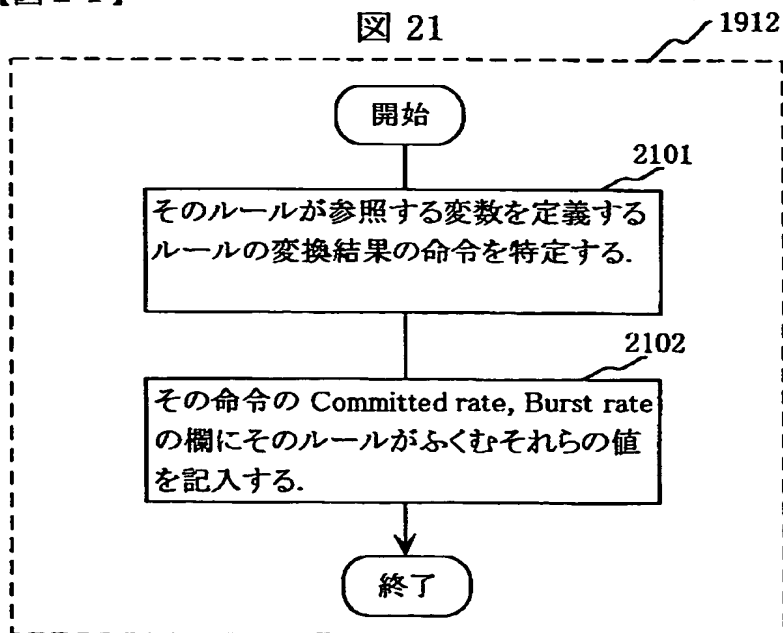 図 21
1912
開始
2101
そのルールが参照する変数を定義する
ルールの変換結果の命令を特定する.
2102
その命令の Committed rate, Burst rate
の欄にそのルールがふくむそれらの値
を記入する.
終了